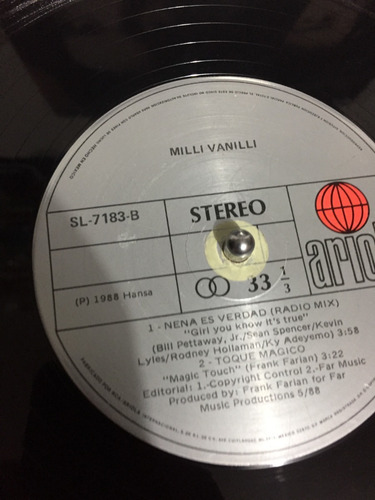 MILLI VANILLI
SL-7183-B
STEREO
(P) 1988 Hansa
33 1/3
ariol
1 - NENA ES VERDAD (RADIO MIX)
"Girl you know it's true"
(Bill Pettaway, Jr./Sean Spencer/Kevin
Lyles/Rodney Holloman/Ky Adeyemo) 3:58
2 - TOQUE MAGICO
"Magic Touch" (Frank Farian) 3:22
Editorial: 1.-Copyright Control 2.-Far Music
Produced by: Frank Farian for Far
Music Productions 5/88